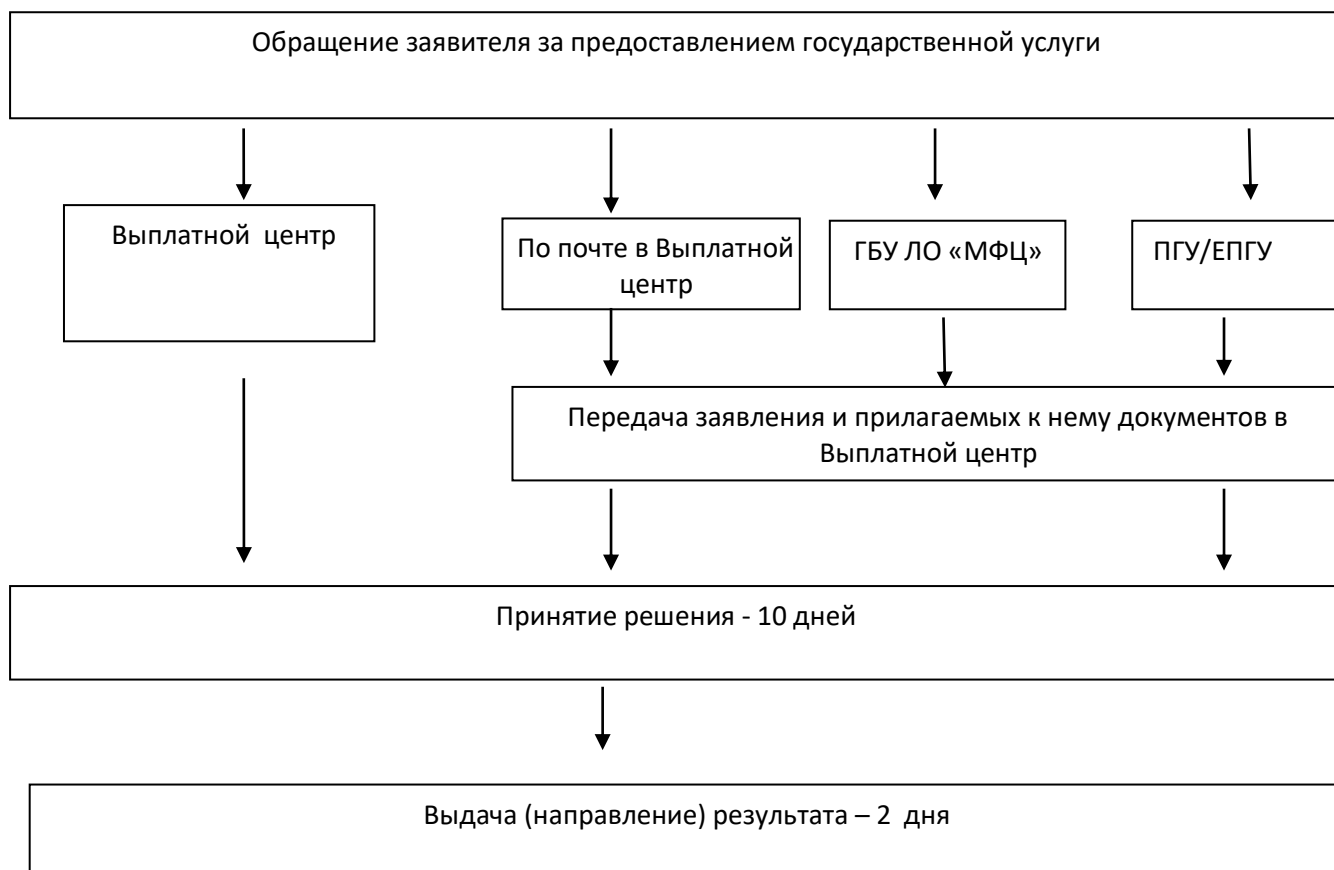 Обращение заявителя за предоставлением государственной услуги
Выплатной центр
По почте в Выплатной
центр
ГБУ ЛО «МФЦ»
ПГУ/ЕПГУ
Передача заявления и прилагаемых к нему документов в
Выплатной центр
Принятие решения - 10 дней
Выдача (направление) результата – 2 дня